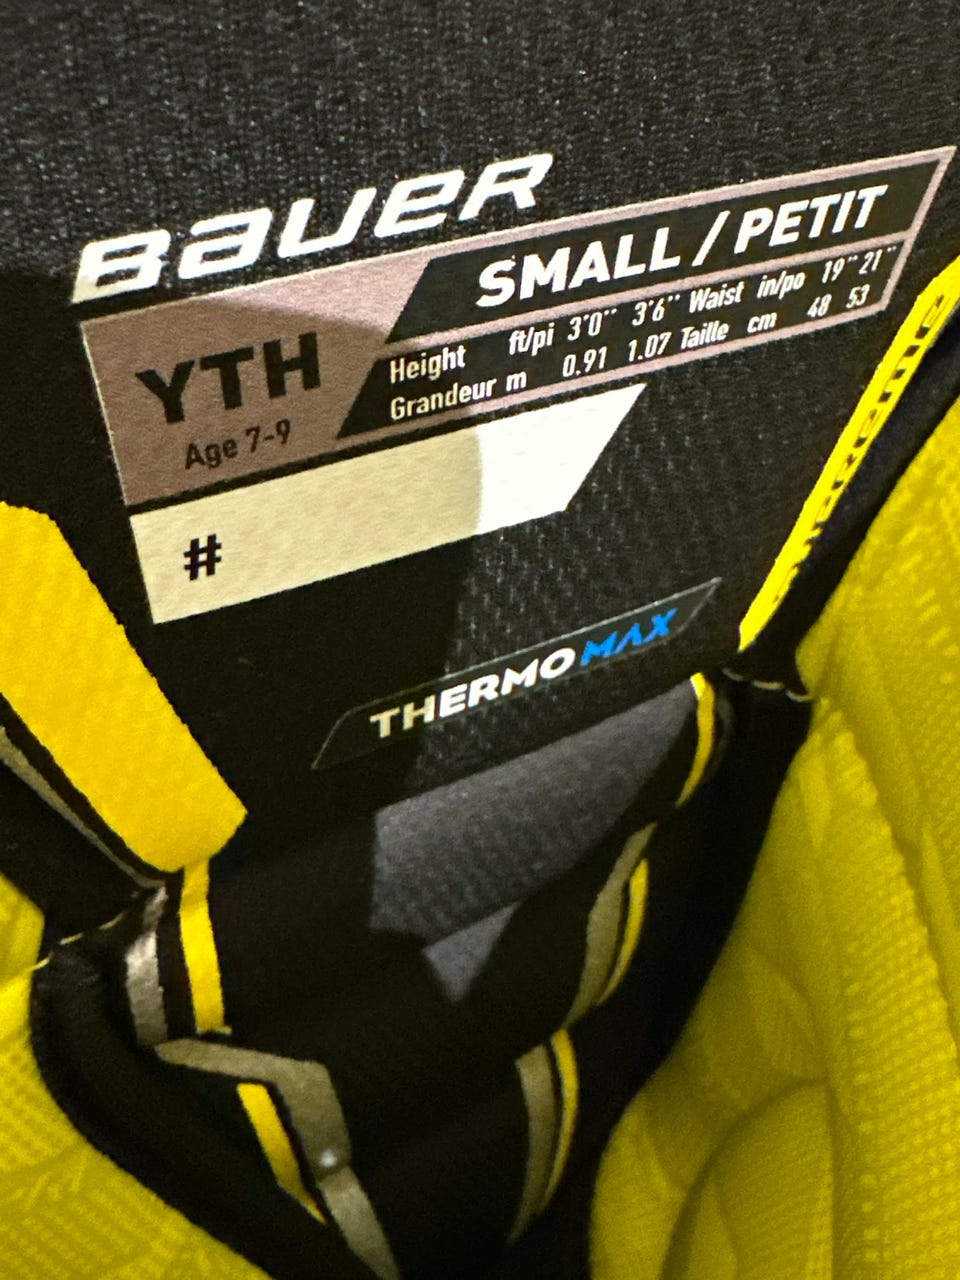 BAUER
SMALL / PETIT
YTH
Age 7-9
Height ft/pi 3'0" 3'6" Waist in/po 19" 21"
Grandeur m 0.91 1.07 Taille cm 48 53
#
SUPREME
THERMOMAX